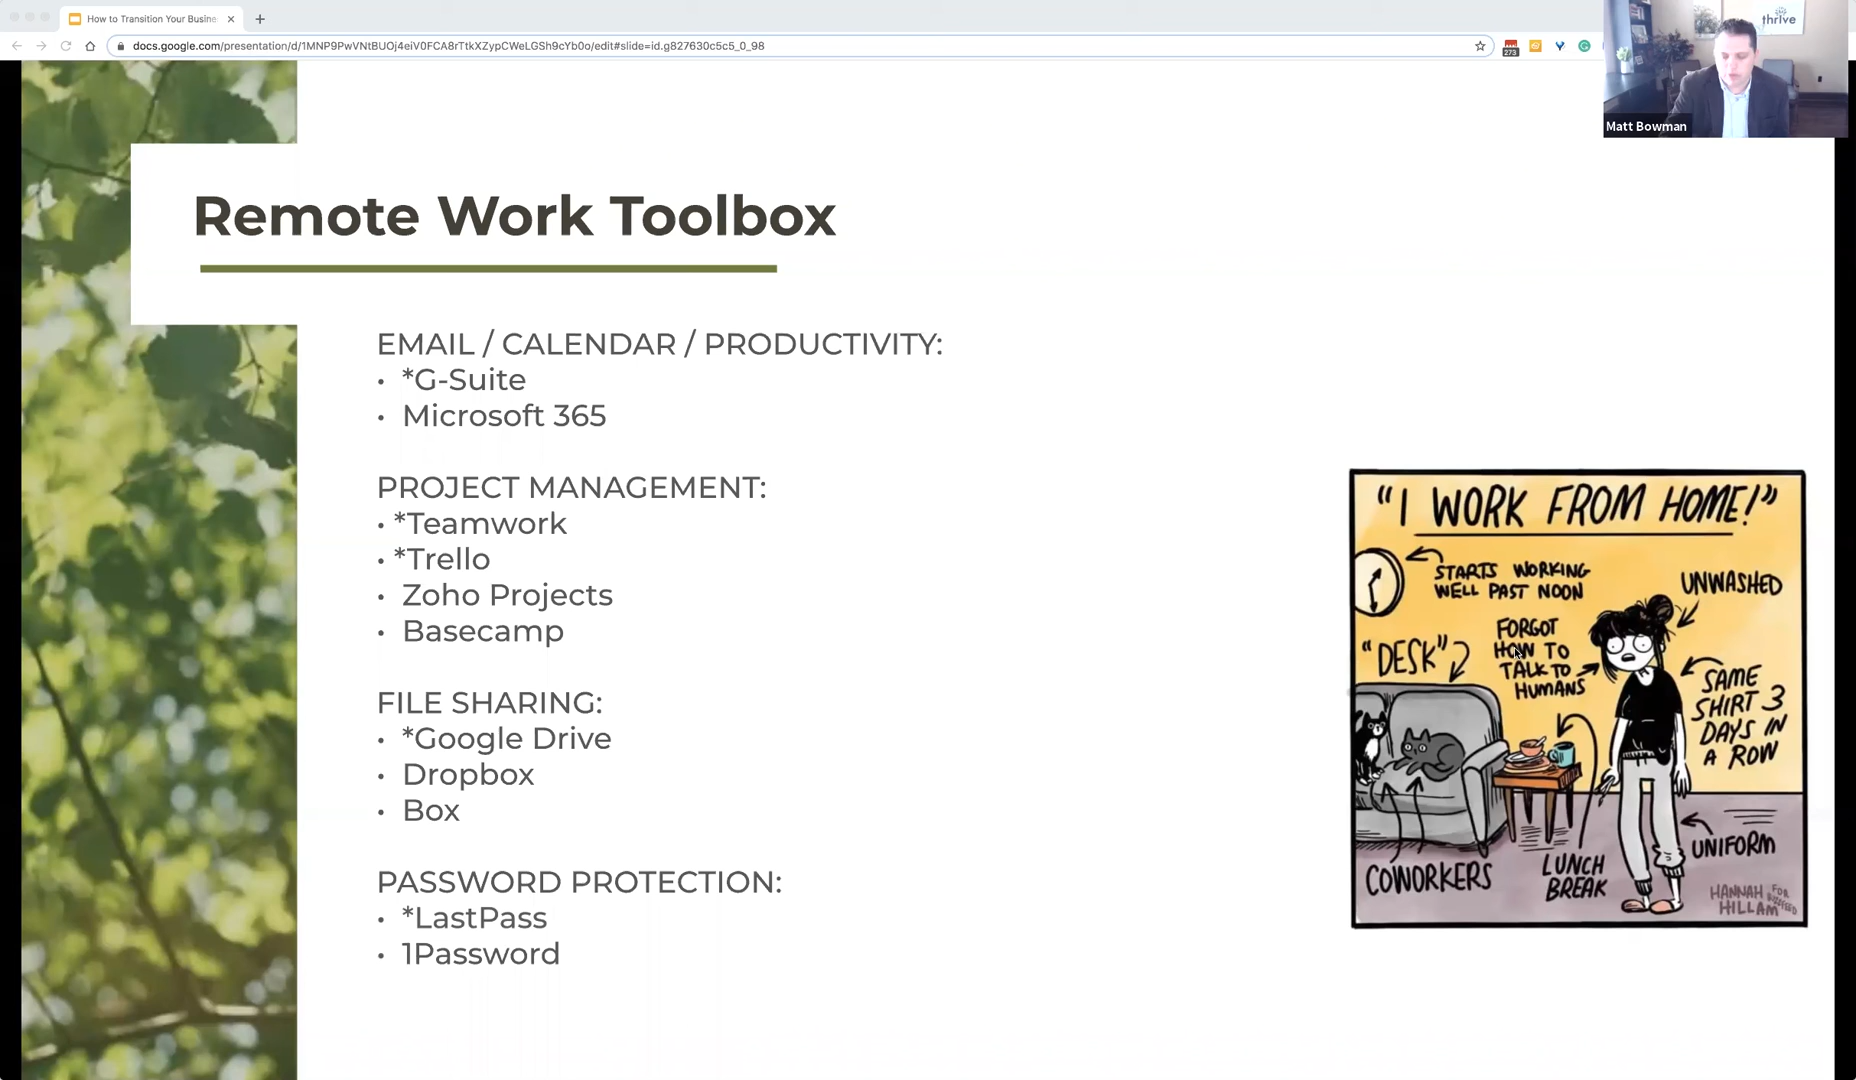 How to Transition Your Busine
docs.google.com/presentation/d/1MNP9PwVNtBUOj4eiV0FCA8rTtkXZypCWeLGSh9cYb0o/edit#slide=id.g827630c5c5_0_98
273
thrive
Matt Bowman
Remote Work Toolbox
EMAIL / CALENDAR / PRODUCTIVITY:
• *G-Suite
• Microsoft 365
PROJECT MANAGEMENT:
• *Teamwork
• *Trello
• Zoho Projects
• Basecamp
FILE SHARING:
• *Google Drive
• Dropbox
• Box
PASSWORD PROTECTION:
• *LastPass
• 1Password
"I WORK FROM HOME!"
STARTS WORKING
WELL PAST NOON
UNWASHED
"DESK"
FORGOT
HOW TO
TALK TO
HUMANS
SAME
SHIRT 3
DAYS IN
A ROW
COWORKERS
LUNCH
BREAK
UNIFORM
HANNAH
HILLAM
FOR
BUZZFEED